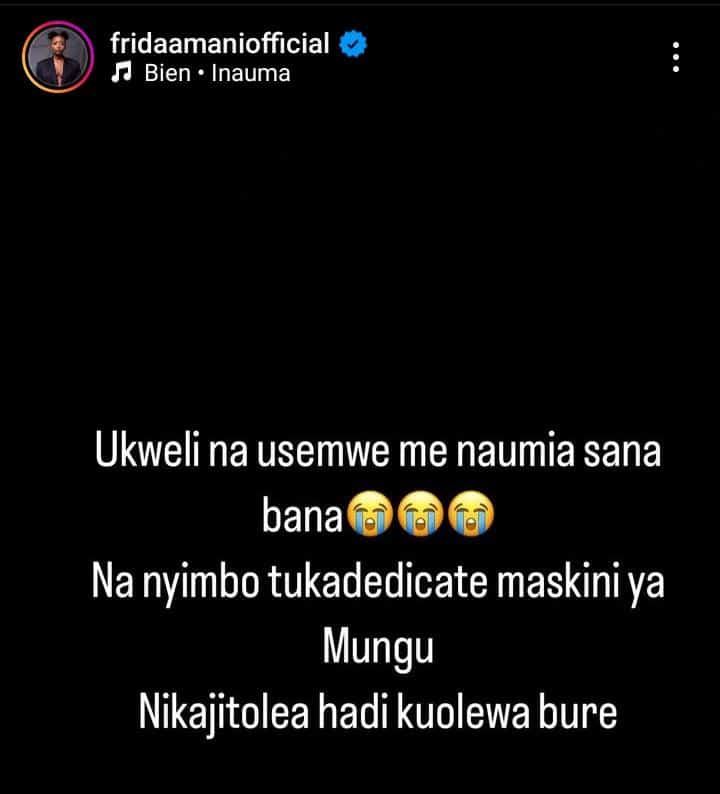 fridaamaniofficial
Bien • Inauma
Ukweli na usemwe me naumia sana
bana😭😭😭
Na nyimbo tukadedicate maskini ya
Mungu
Nikajitolea hadi kuolewa bure